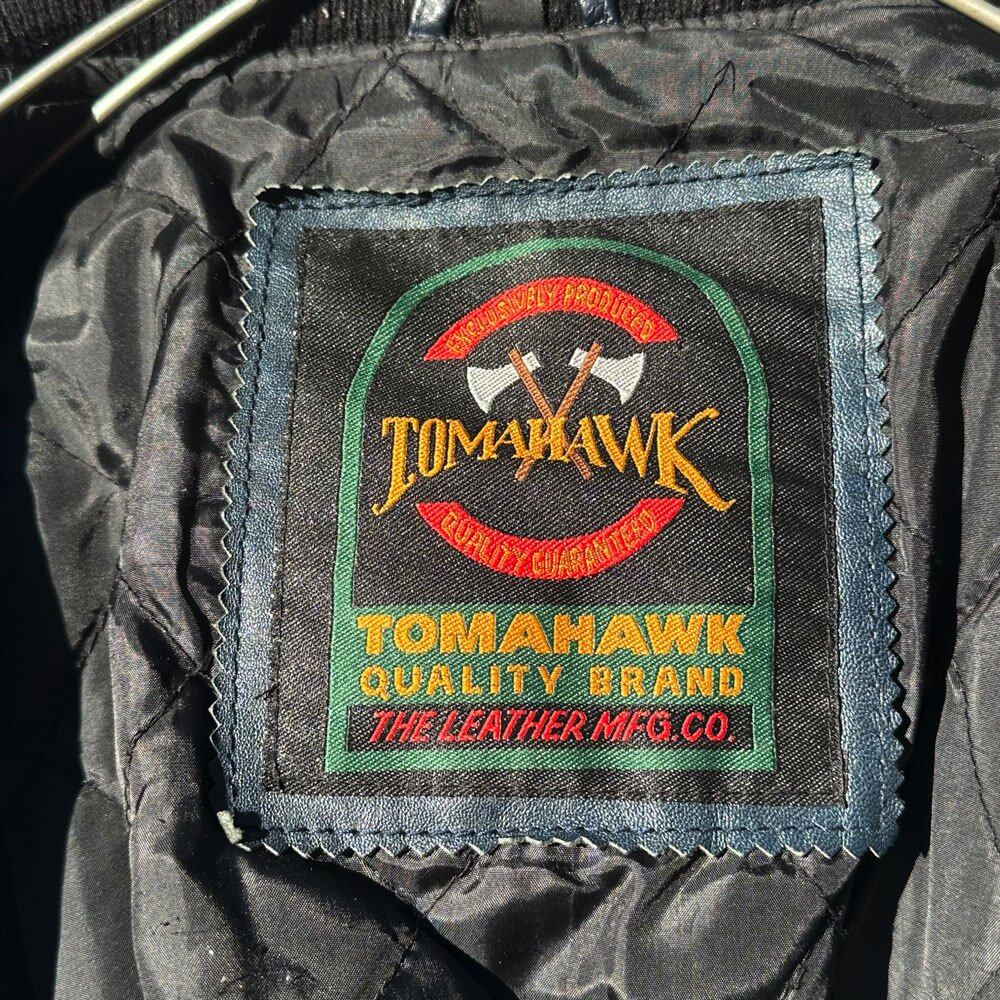 EXCLUSIVELY PRODUCED
TOMAHAWK
QUALITY GUARANTEED
TOMAHAWK
QUALITY BRAND
THE LEATHER MFG.CO.